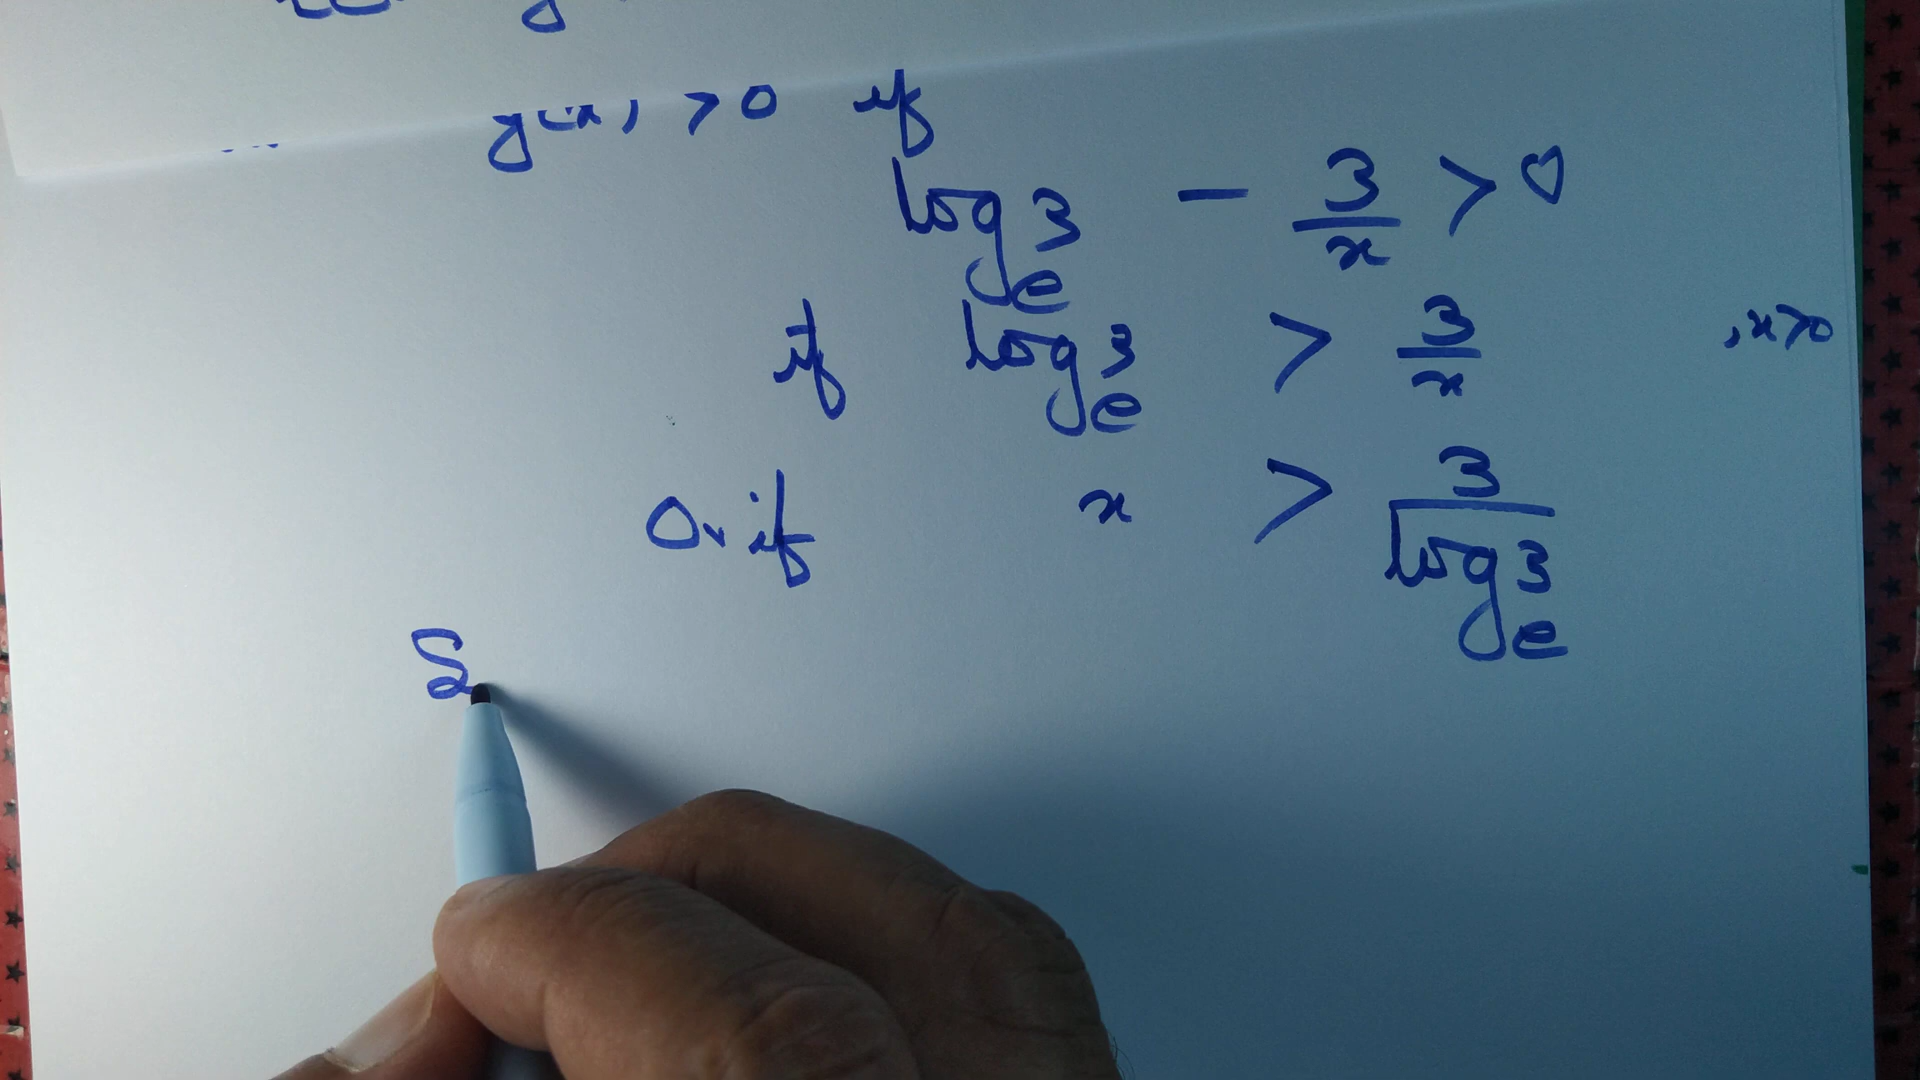 g(x) > 0 if
log_e 3 - 3/x > 0
if log_e 3 > 3/x , x>0
Or if x > 3/log_e 3
S